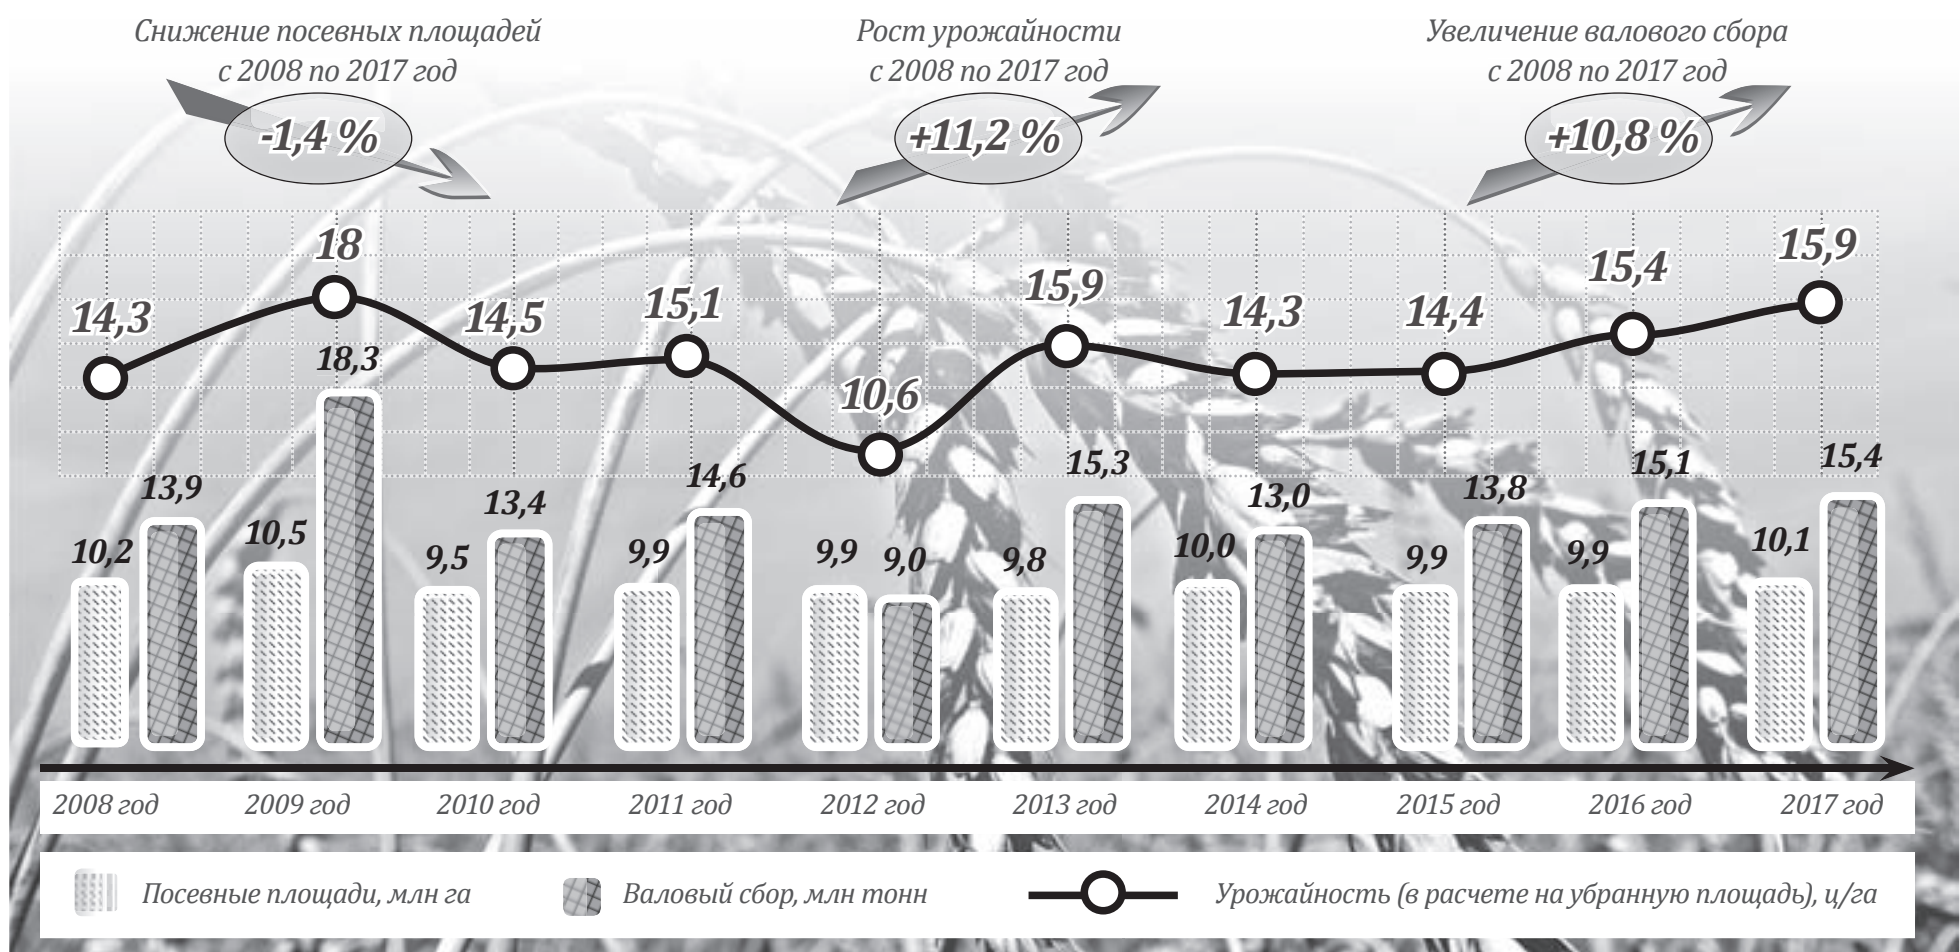 Снижение посевных площадей
с 2008 по 2017 год
-1,4 %
Рост урожайности
с 2008 по 2017 год
+11,2 %
Увеличение валового сбора
с 2008 по 2017 год
+10,8 %
14,3
18
14,5
15,1
10,6
15,9
14,3
14,4
15,4
15,9
10,2
13,9
10,5
18,3
9,5
13,4
9,9
14,6
9,9
9,0
9,8
15,3
10,0
13,0
9,9
13,8
9,9
15,1
10,1
15,4
2008 год
2009 год
2010 год
2011 год
2012 год
2013 год
2014 год
2015 год
2016 год
2017 год
Посевные площади, млн га
Валовый сбор, млн тонн
Урожайность (в расчете на убранную площадь), ц/га